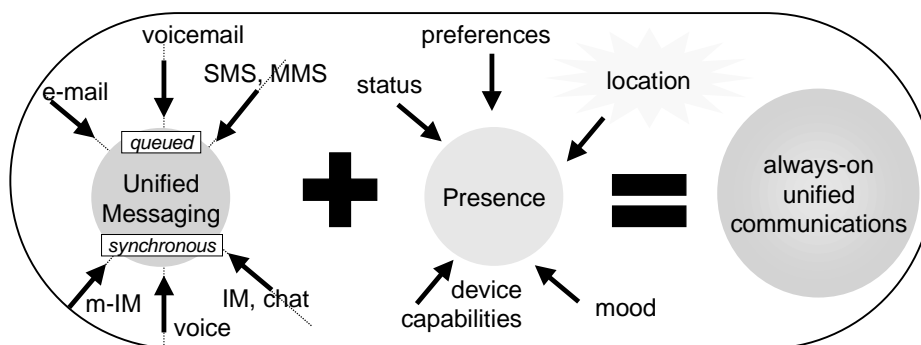 voicemail
SMS, MMS
e-mail
queued
Unified
Messaging
synchronous
m-IM
IM, chat
voice
preferences
status
location
Presence
device
capabilities
mood
always-on
unified
communications